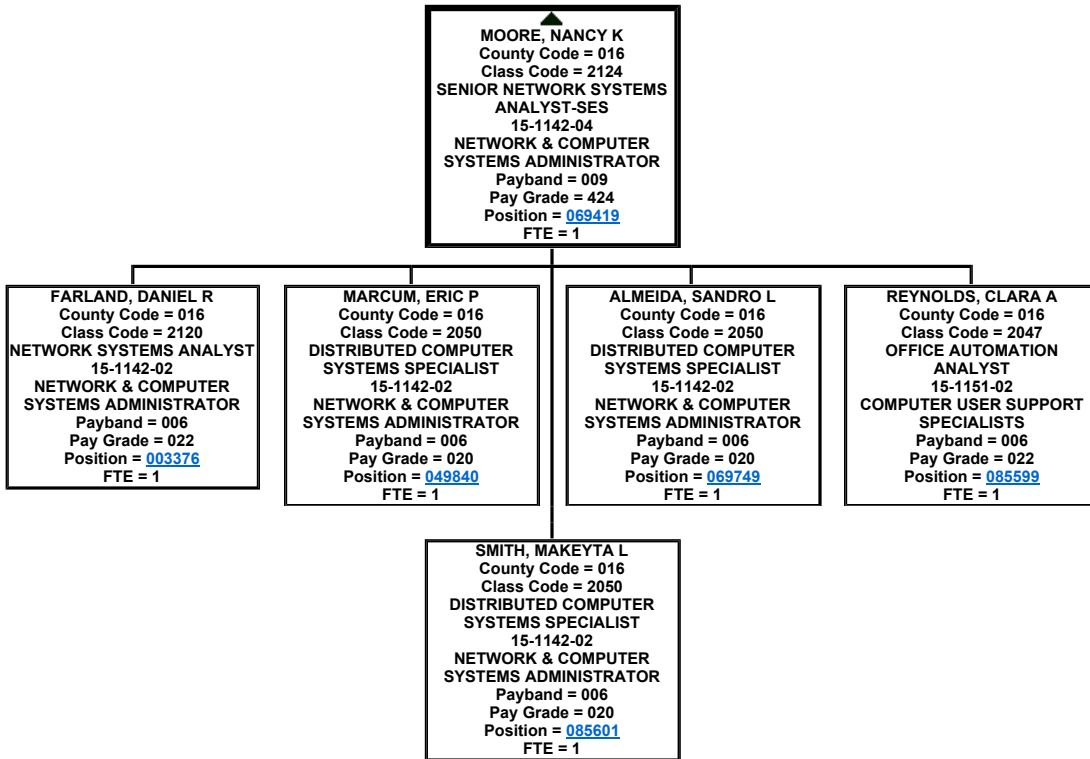 MOORE, NANCY K
County Code = 016
Class Code = 2124
SENIOR NETWORK SYSTEMS
ANALYST-SES
15-1142-04
NETWORK & COMPUTER
SYSTEMS ADMINISTRATOR
Payband = 009
Pay Grade = 424
Position = 069419
FTE = 1
FARLAND, DANIEL R
County Code = 016
Class Code = 2120
NETWORK SYSTEMS ANALYST
15-1142-02
NETWORK & COMPUTER
SYSTEMS ADMINISTRATOR
Payband = 006
Pay Grade = 022
Position = 003376
FTE = 1
MARCUM, ERIC P
County Code = 016
Class Code = 2050
DISTRIBUTED COMPUTER
SYSTEMS SPECIALIST
15-1142-02
NETWORK & COMPUTER
SYSTEMS ADMINISTRATOR
Payband = 006
Pay Grade = 020
Position = 049840
FTE = 1
ALMEIDA, SANDRO L
County Code = 016
Class Code = 2050
DISTRIBUTED COMPUTER
SYSTEMS SPECIALIST
15-1142-02
NETWORK & COMPUTER
SYSTEMS ADMINISTRATOR
Payband = 006
Pay Grade = 020
Position = 069749
FTE = 1
REYNOLDS, CLARA A
County Code = 016
Class Code = 2047
OFFICE AUTOMATION
ANALYST
15-1151-02
COMPUTER USER SUPPORT
SPECIALISTS
Payband = 006
Pay Grade = 022
Position = 085599
FTE = 1
SMITH, MAKEYTA L
County Code = 016
Class Code = 2050
DISTRIBUTED COMPUTER
SYSTEMS SPECIALIST
15-1142-02
NETWORK & COMPUTER
SYSTEMS ADMINISTRATOR
Payband = 006
Pay Grade = 020
Position = 085601
FTE = 1